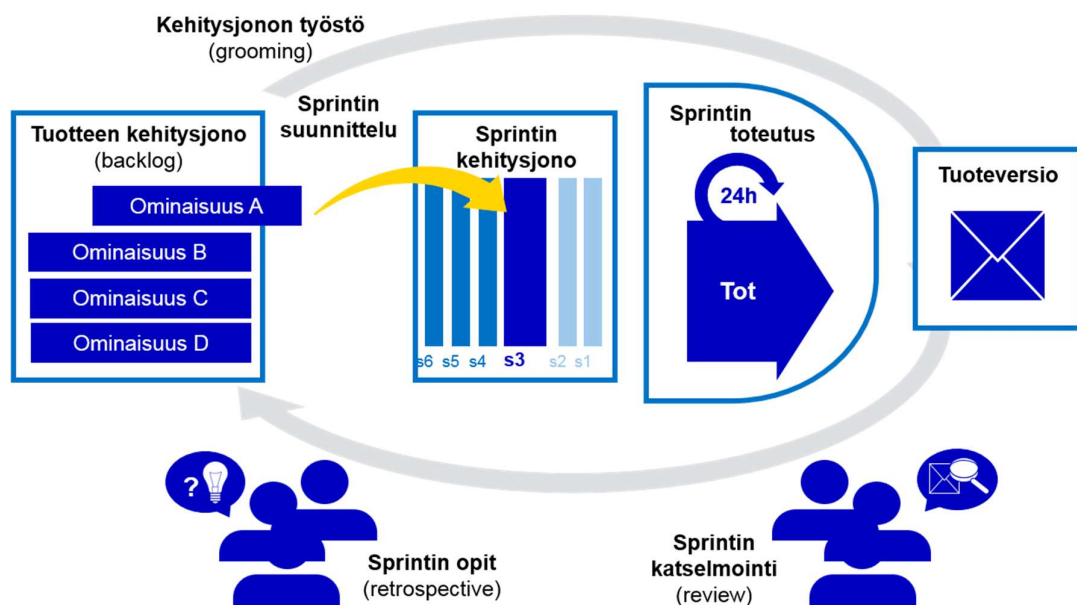 Kehitysjonon työstö
(grooming)
Tuotteen kehitysjono
(backlog)
Ominaisuus A
Ominaisuus B
Ominaisuus C
Ominaisuus D
Sprintin
suunnittelu
Sprintin
kehitysjono
s6 s5 s4 s3 s2 s1
Sprintin
toteutus
24h
Tot
Tuoteversio
?
Sprintin opit
(retrospective)
Sprintin
katselmointi
(review)